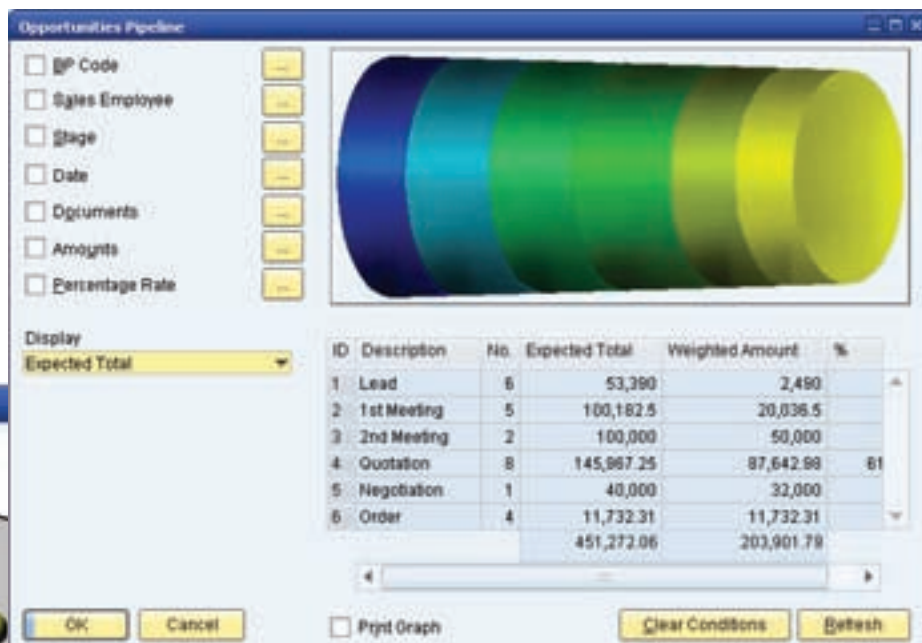 Opportunities Pipeline
BP Code ...
Sales Employee ...
Stage ...
Date ...
Documents ...
Amounts ...
Percentage Rate ...
Display
Expected Total
ID Description No. Expected Total Weighted Amount %
1 Lead 6 53,390 2,490
2 1st Meeting 5 100,182.5 20,036.5
3 2nd Meeting 2 100,000 50,000
4 Quotation 8 145,967.25 87,642.98 61
5 Negotiation 1 40,000 32,000
6 Order 4 11,732.31 11,732.31
451,272.06 203,901.79
OK Cancel Print Graph Clear Conditions Refresh